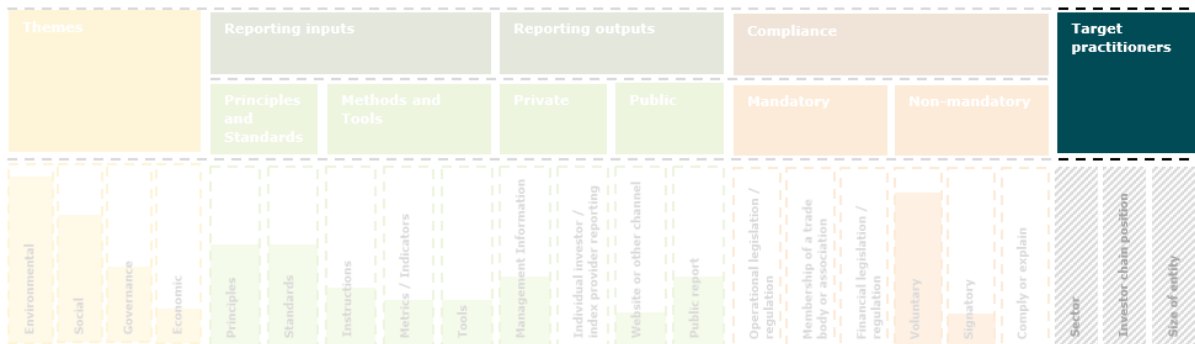 Themes
Reporting inputs
Reporting outputs
Compliance
Target
practitioners
Principles
and
Standards
Methods and
Tools
Private
Public
Mandatory
Non-mandatory
Environmental
Social
Governance
Economic
Principles
Standards
Instructions
Metrics / Indicators
Tools
Management Information
Individual investor /
index provider reporting
Website or other channel
Public report
Operational legislation /
regulation
Membership of a trade
body or association
Financial legislation /
regulation
Voluntary
Signatory
Comply or explain
Sector
Investor chain position
Size of entity